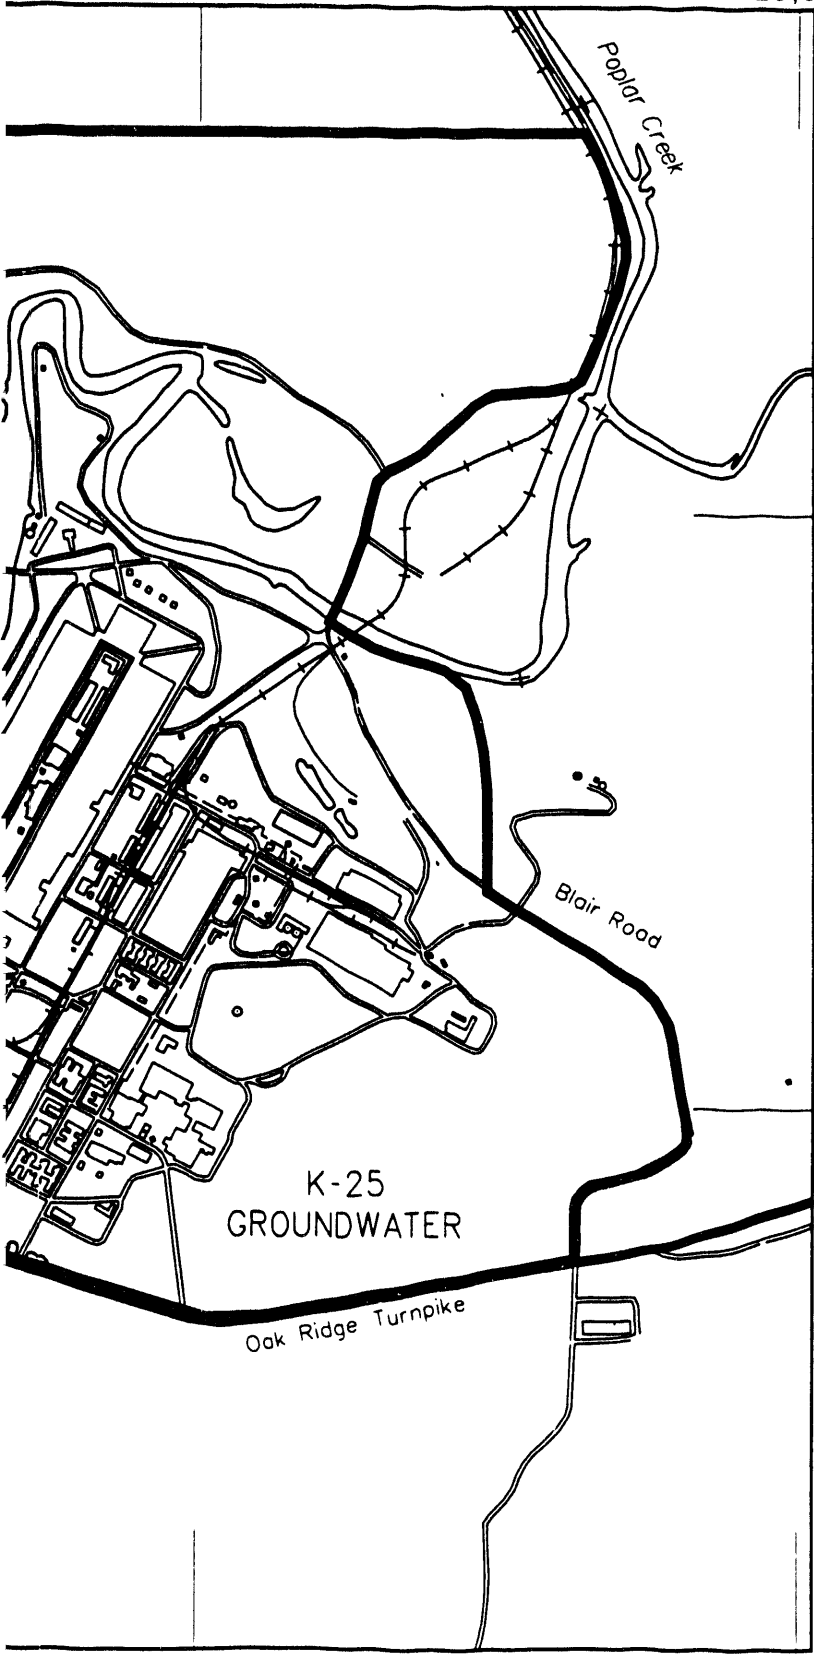 Poplar Creek
Blair Road
K-25
GROUNDWATER
Oak Ridge Turnpike